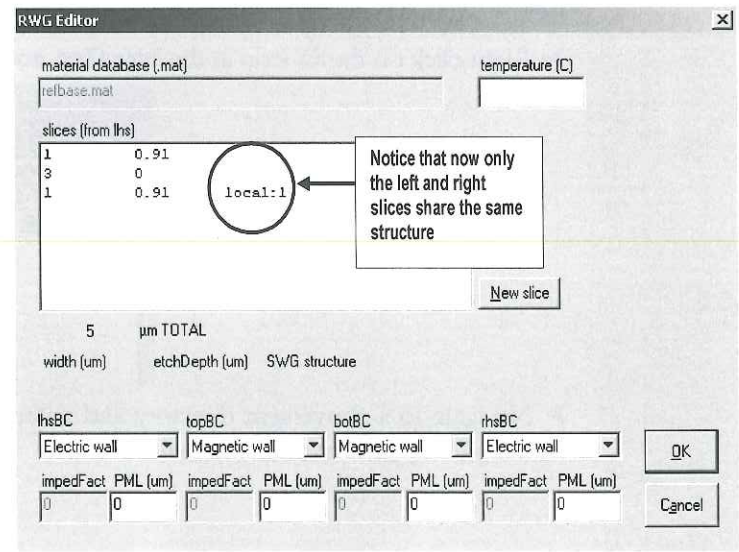 RWG Editor
material database (.mat)
temperature (C)
refbase.mat
slices (from lhs)
1 0.91
3 0
1 0.91 local:1
Notice that now only
the left and right
slices share the same
structure
New slice
5 µm TOTAL
width (um) etchDepth (um) SWG structure
lhsBC topBC botBC rhsBC
Electric wall Magnetic wall Magnetic wall Electric wall
OK
impedFact PML (um) impedFact PML (um) impedFact PML (um) impedFact PML (um)
0 0 0 0 0 0 0 0
Cancel